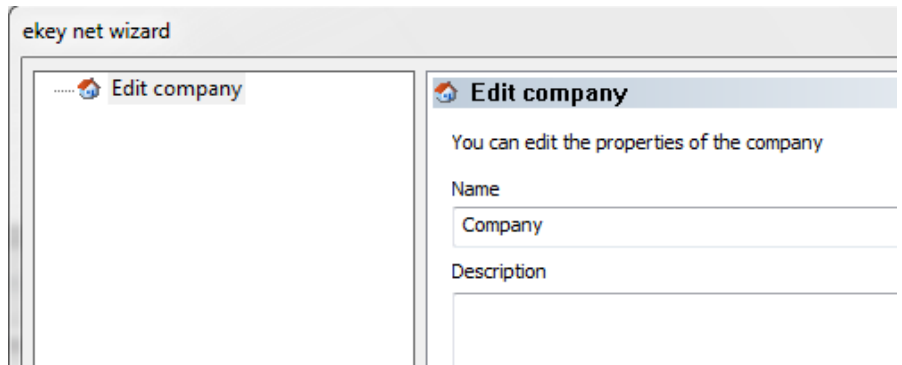 ekey net wizard
Edit company
Edit company
You can edit the properties of the company
Name
Company
Description